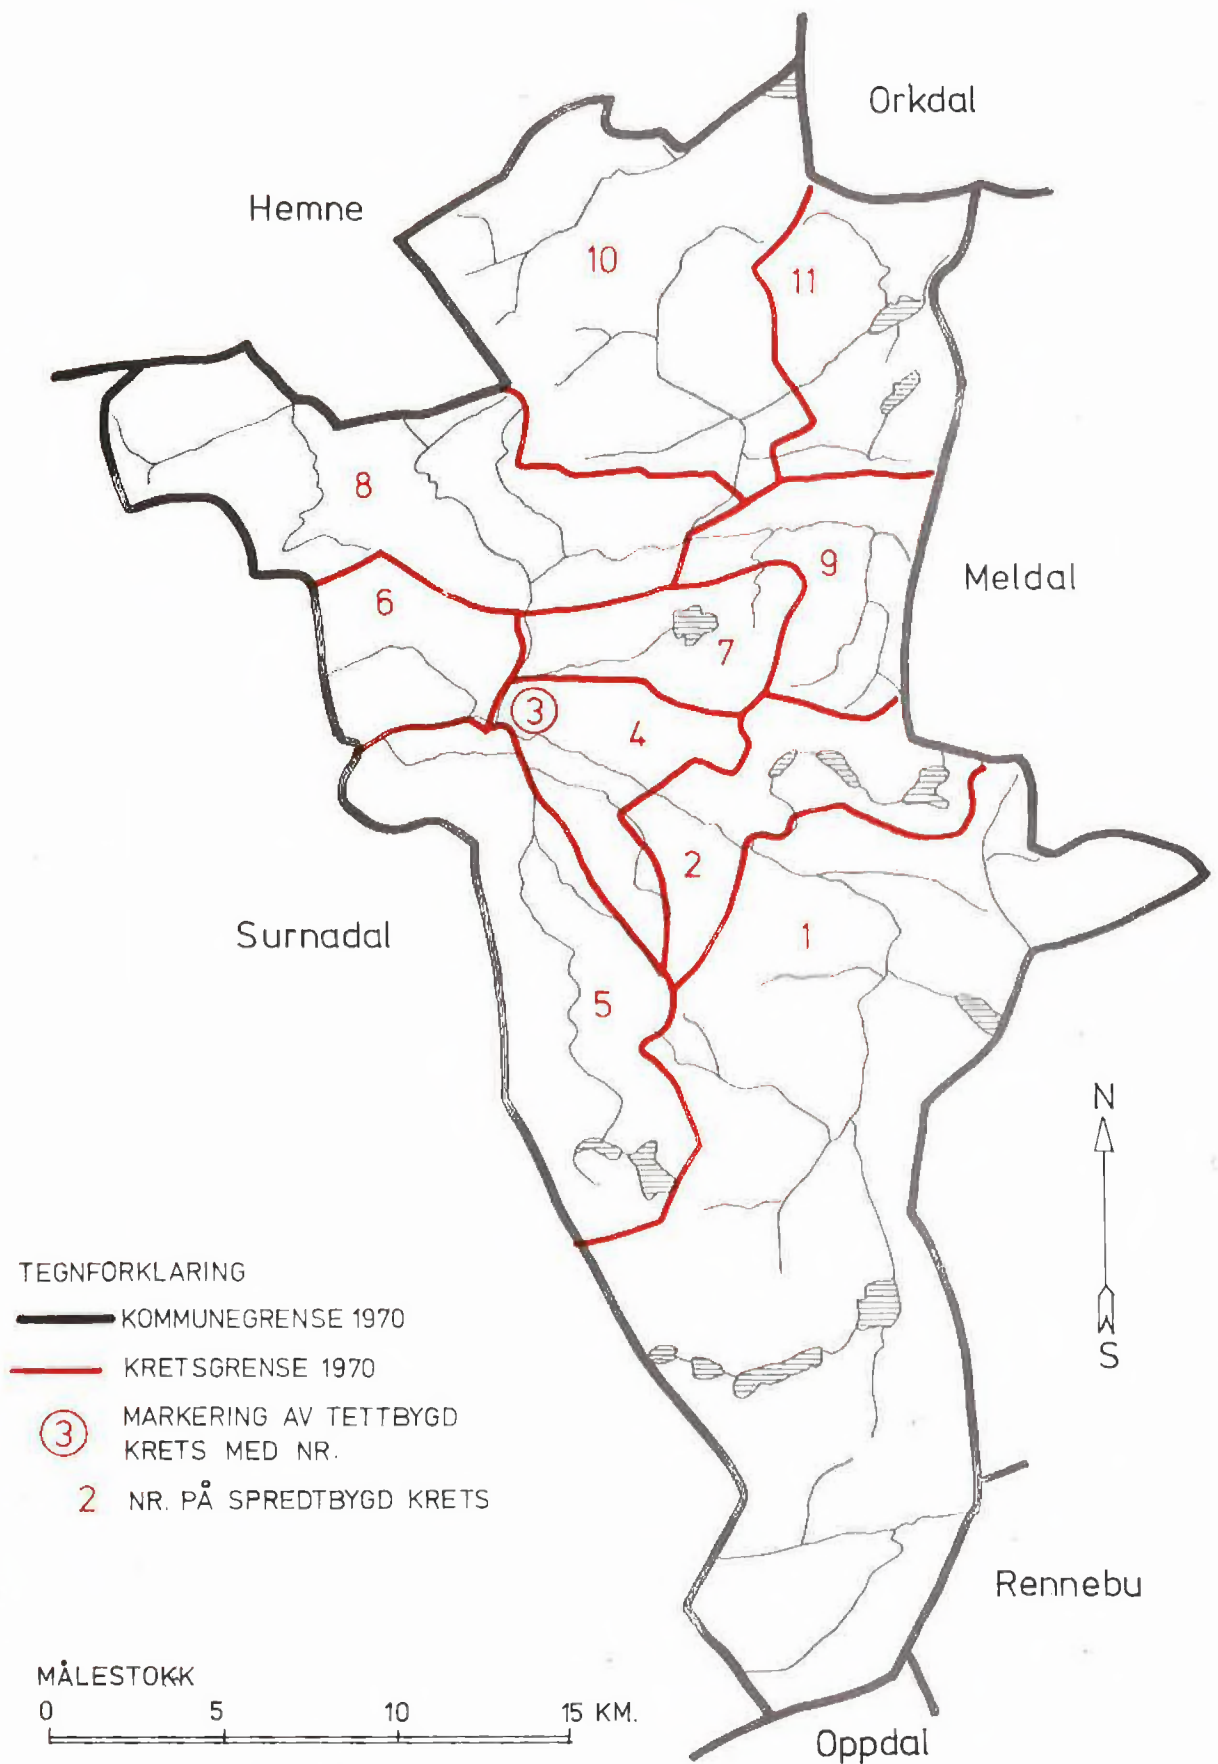 Orkdal
Hemne
10
11
8
9
Meldal
6
7
3
4
2
Surnadal
1
5
N
S
TEGNFORKLARING
KOMMUNEGRENSE 1970
KRETSGRENSE 1970
3 MARKERING AV TETTBYGD
KRETS MED NR.
2 NR. PÅ SPREDTBYGD KRETS
Rennebu
MÅLESTOKK
0 5 10 15 KM.
Oppdal